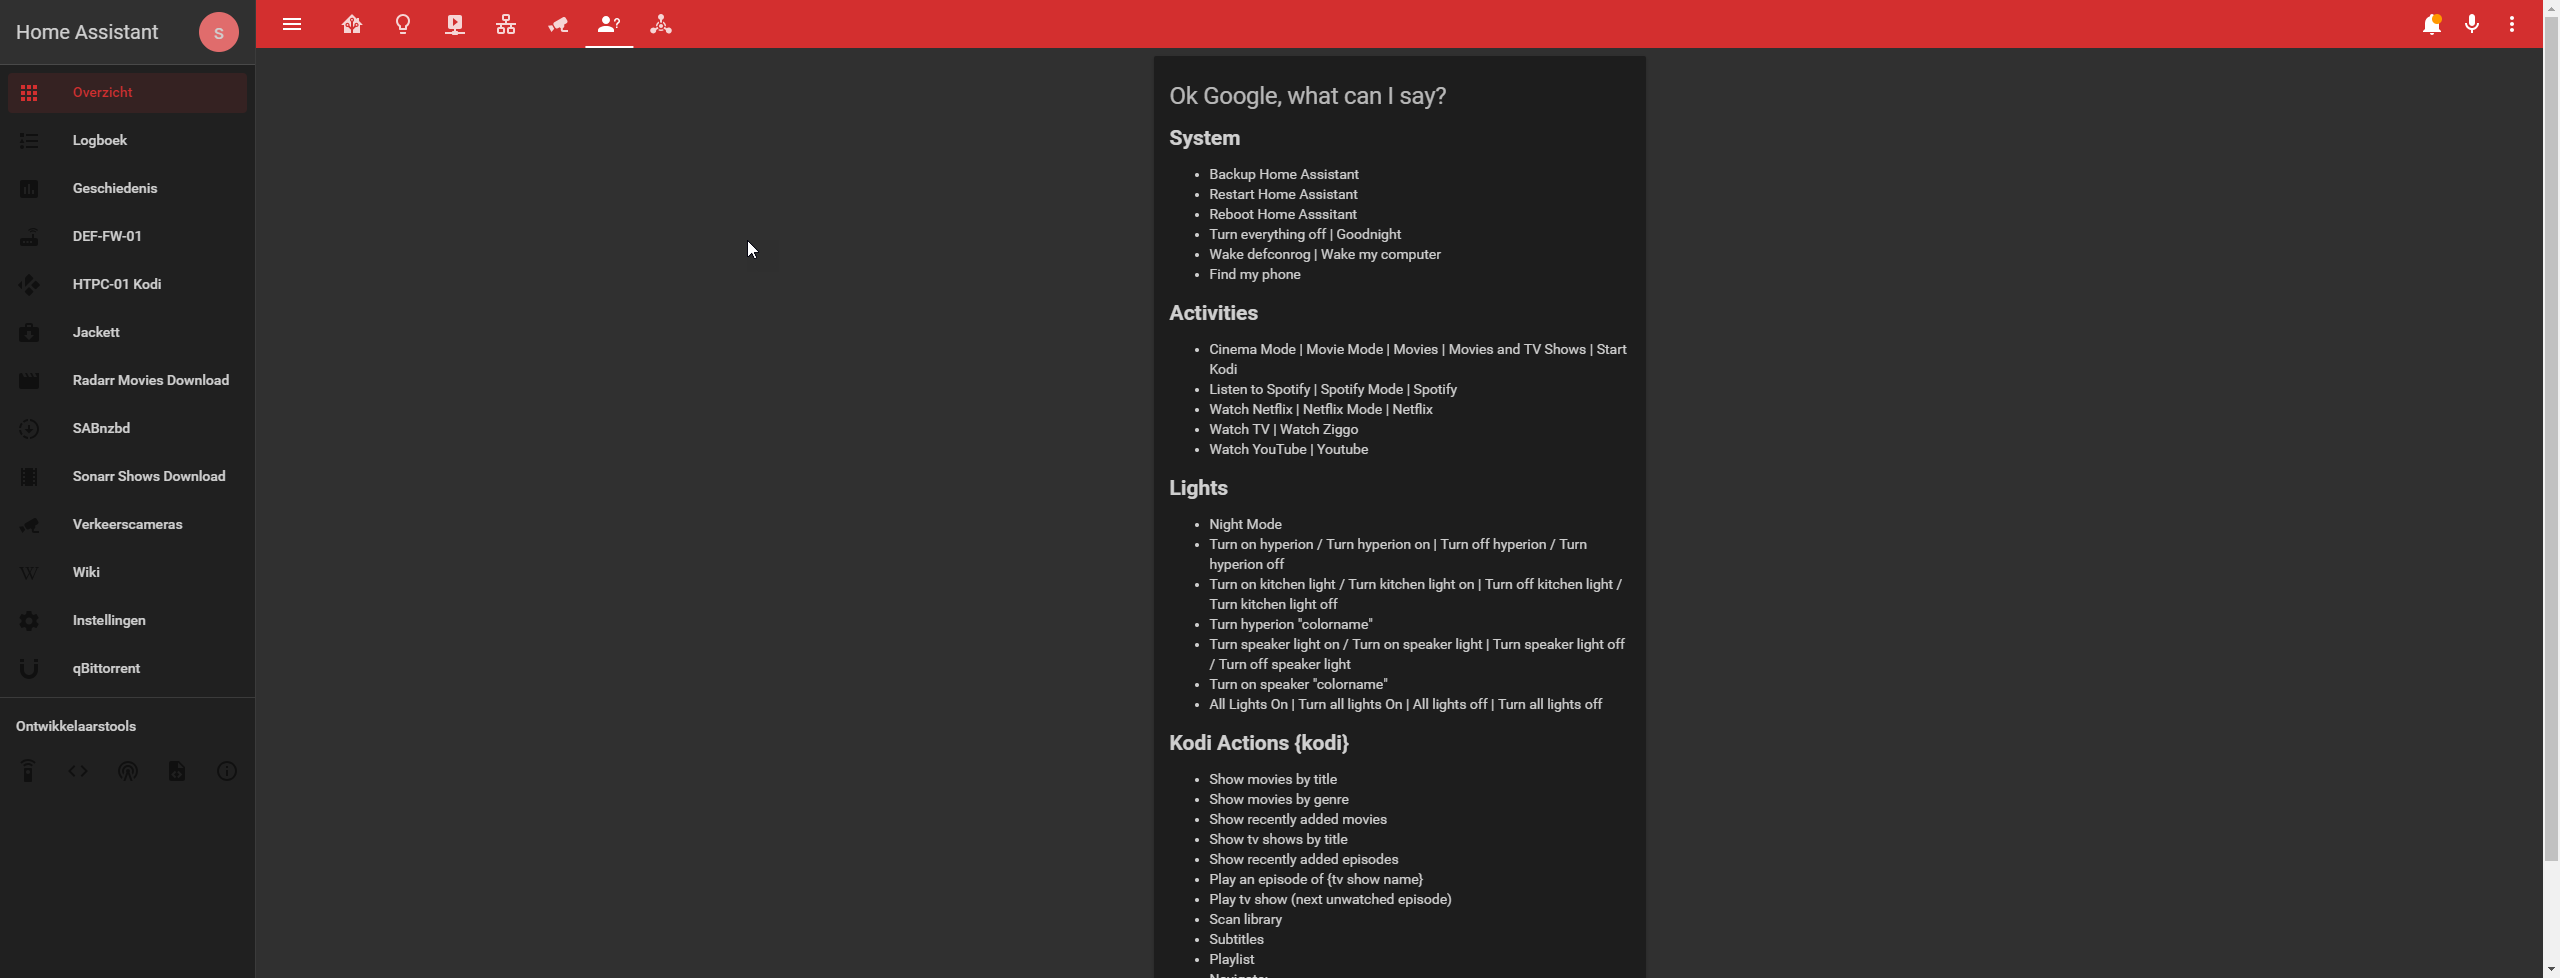 Home Assistant
S
Overzicht
Logboek
Geschiedenis
DEF-FW-01
HTPC-01 Kodi
Jackett
Radarr Movies Download
SABnzbd
Sonarr Shows Download
Verkeerscameras
W
Wiki
Instellingen
qBittorrent
Ontwikkelaarstools
Ok Google, what can I say?
System
Backup Home Assistant
Restart Home Assistant
Reboot Home Asssitant
Turn everything off | Goodnight
Wake defconrog | Wake my computer
Find my phone
Activities
Cinema Mode | Movie Mode | Movies | Movies and TV Shows | Start
Kodi
Listen to Spotify | Spotify Mode | Spotify
Watch Netflix | Netflix Mode | Netflix
Watch TV | Watch Ziggo
Watch YouTube | Youtube
Lights
Night Mode
Turn on hyperion / Turn hyperion on | Turn off hyperion / Turn
hyperion off
Turn on kitchen light / Turn kitchen light on | Turn off kitchen light /
Turn kitchen light off
Turn hyperion "colorname"
Turn speaker light on / Turn on speaker light | Turn speaker light off
/ Turn off speaker light
Turn on speaker "colorname"
All Lights On | Turn all lights On | All lights off | Turn all lights off
Kodi Actions {kodi}
Show movies by title
Show movies by genre
Show recently added movies
Show tv shows by title
Show recently added episodes
Play an episode of {tv show name}
Play tv show (next unwatched episode)
Scan library
Subtitles
Playlist